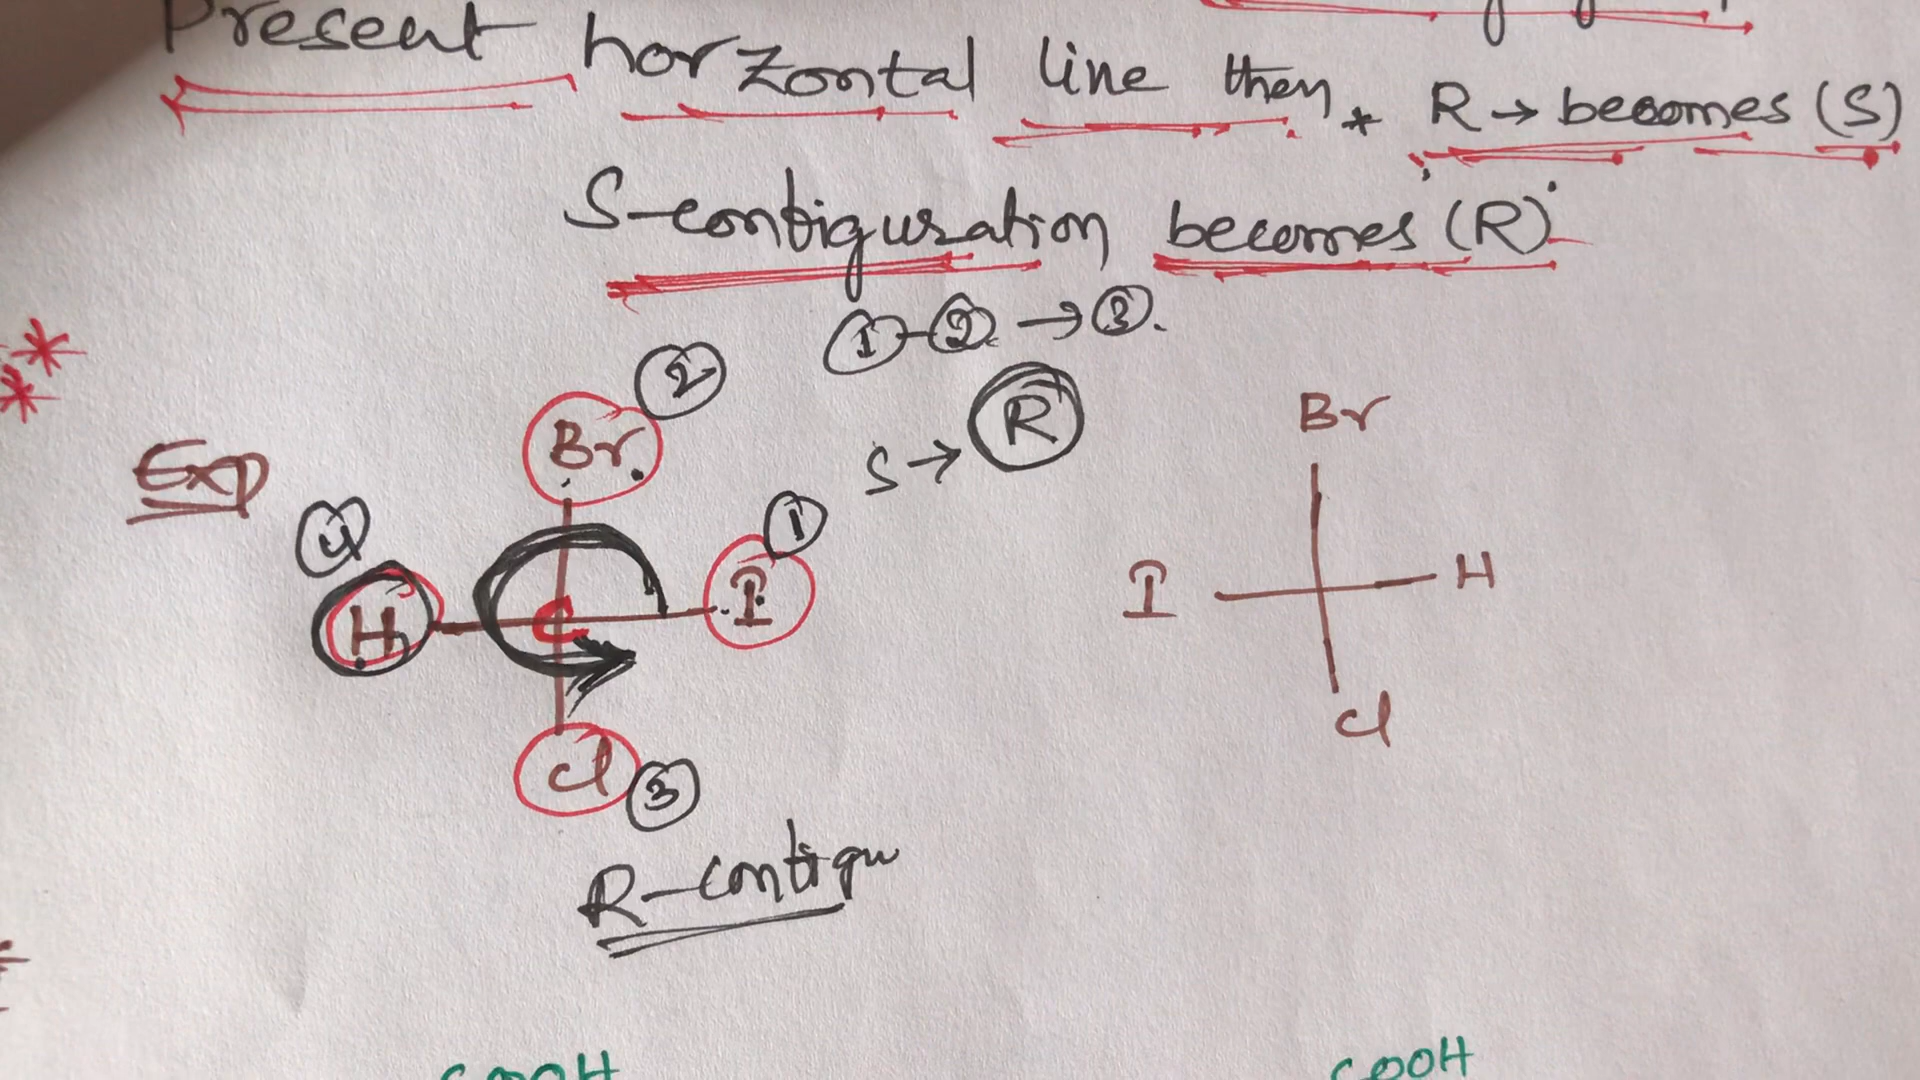 Present horzontal line then * R → becomes (S)
S-configuration becomes (R)
① - ② → ③.
S → R
Exp
Br ②
④ H C I ①
Cl ③
R-configu
Br
I H
Cl
COOH COOH